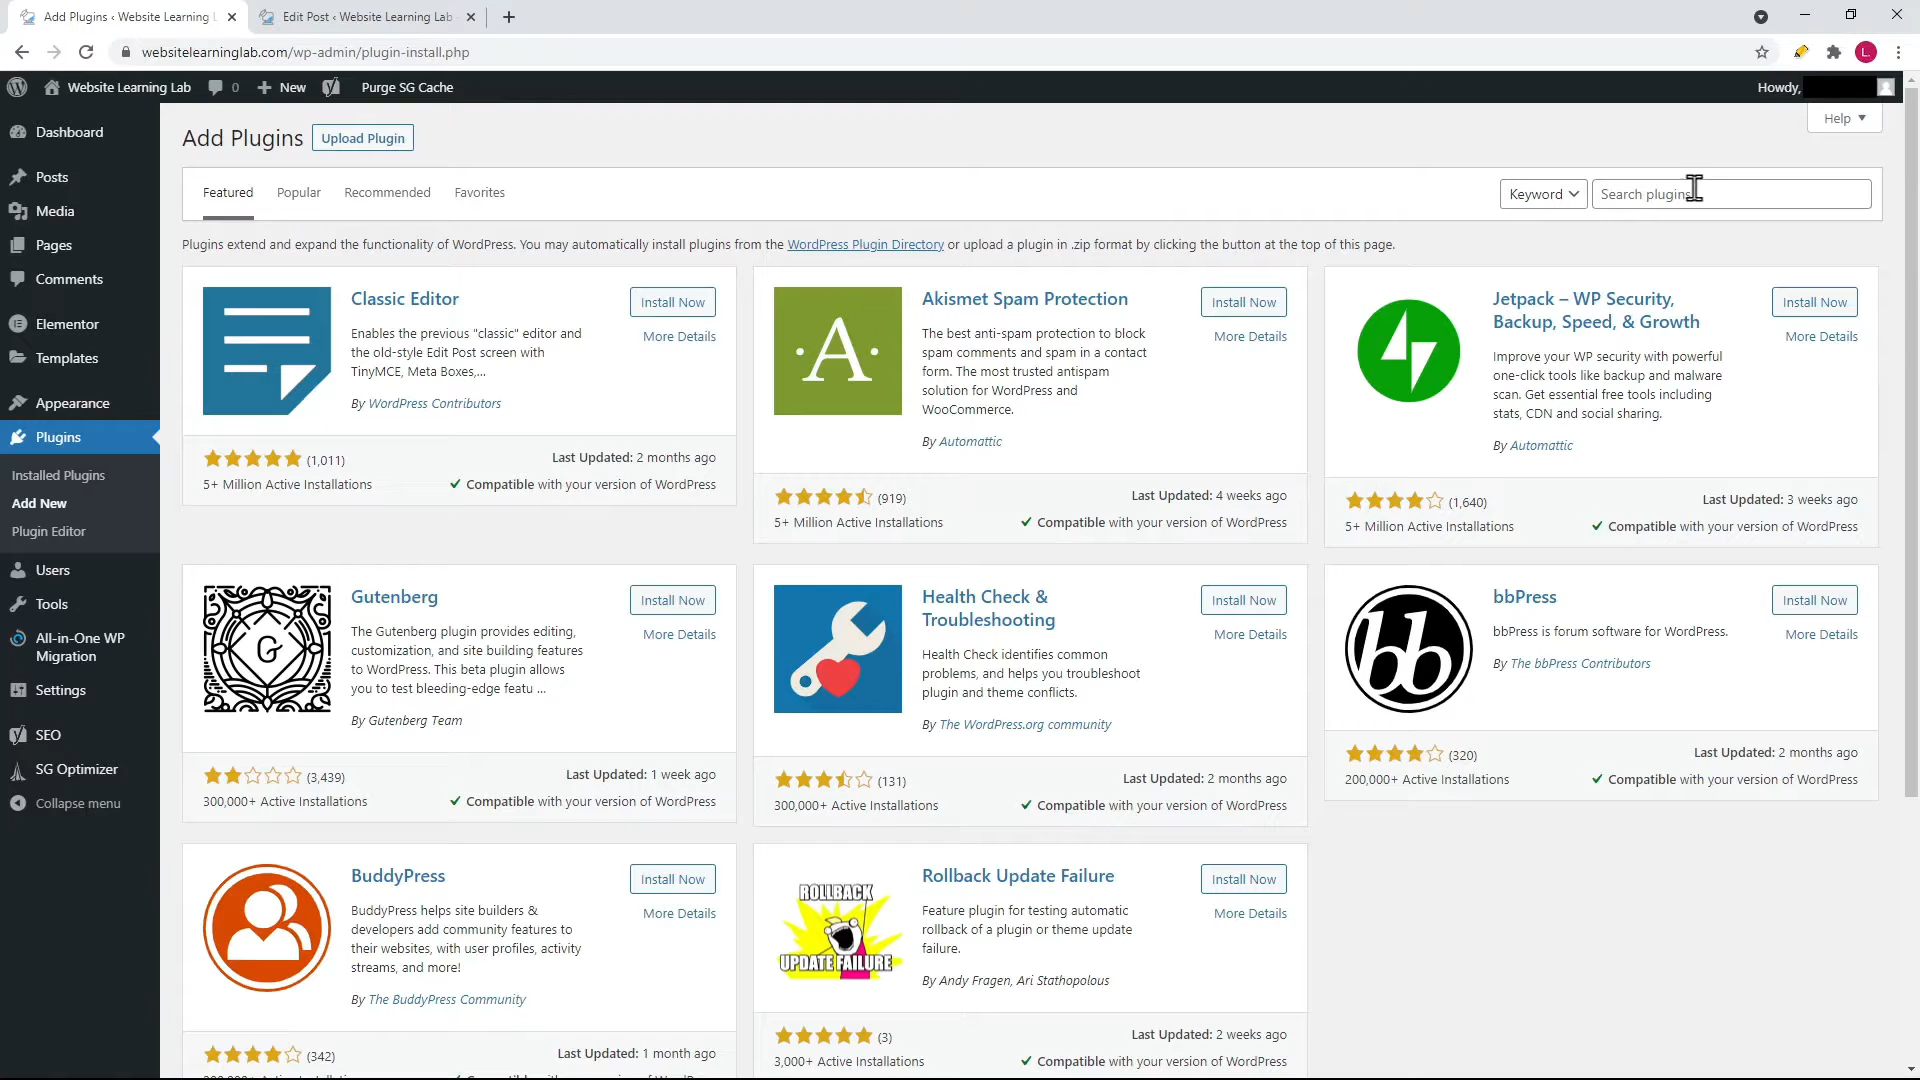 Add Plugins ‹ Website Learning L
Edit Post ‹ Website Learning Lab
websitelearninglab.com/wp-admin/plugin-install.php
L
Website Learning Lab
0
New
Purge SG Cache
Howdy,
Dashboard
Posts
Media
Pages
Comments
Elementor
Templates
Appearance
Plugins
Installed Plugins
Add New
Plugin Editor
Users
Tools
All-in-One WP
Migration
Settings
SEO
SG Optimizer
Collapse menu
Add Plugins
Upload Plugin
Help
Featured
Popular
Recommended
Favorites
Keyword
Search plugins
Plugins extend and expand the functionality of WordPress. You may automatically install plugins from the WordPress Plugin Directory or upload a plugin in .zip format by clicking the button at the top of this page.
Classic Editor
Install Now
More Details
Enables the previous "classic" editor and
the old-style Edit Post screen with
TinyMCE, Meta Boxes,...
By WordPress Contributors
(1,011)
Last Updated: 2 months ago
5+ Million Active Installations
Compatible with your version of WordPress
·A·
Akismet Spam Protection
Install Now
More Details
The best anti-spam protection to block
spam comments and spam in a contact
form. The most trusted antispam
solution for WordPress and
WooCommerce.
By Automattic
(919)
Last Updated: 4 weeks ago
5+ Million Active Installations
Compatible with your version of WordPress
Jetpack – WP Security,
Backup, Speed, & Growth
Install Now
More Details
Improve your WP security with powerful
one-click tools like backup and malware
scan. Get essential free tools including
stats, CDN and social sharing.
By Automattic
(1,640)
Last Updated: 3 weeks ago
5+ Million Active Installations
Compatible with your version of WordPress
G
Gutenberg
Install Now
More Details
The Gutenberg plugin provides editing,
customization, and site building features
to WordPress. This beta plugin allows
you to test bleeding-edge featu ...
By Gutenberg Team
(3,439)
Last Updated: 1 week ago
300,000+ Active Installations
Compatible with your version of WordPress
Health Check &
Troubleshooting
Install Now
More Details
Health Check identifies common
problems, and helps you troubleshoot
plugin and theme conflicts.
By The WordPress.org community
(131)
Last Updated: 2 months ago
300,000+ Active Installations
Compatible with your version of WordPress
bb
bbPress
Install Now
More Details
bbPress is forum software for WordPress.
By The bbPress Contributors
(320)
Last Updated: 2 months ago
200,000+ Active Installations
Compatible with your version of WordPress
BuddyPress
Install Now
More Details
BuddyPress helps site builders &
developers add community features to
their websites, with user profiles, activity
streams, and more!
By The BuddyPress Community
(342)
Last Updated: 1 month ago
ROLLBACK
UPDATE FAILURE
Rollback Update Failure
Install Now
More Details
Feature plugin for testing automatic
rollback of a plugin or theme update
failure.
By Andy Fragen, Ari Stathopolous
(3)
Last Updated: 2 weeks ago
3,000+ Active Installations
Compatible with your version of WordPress